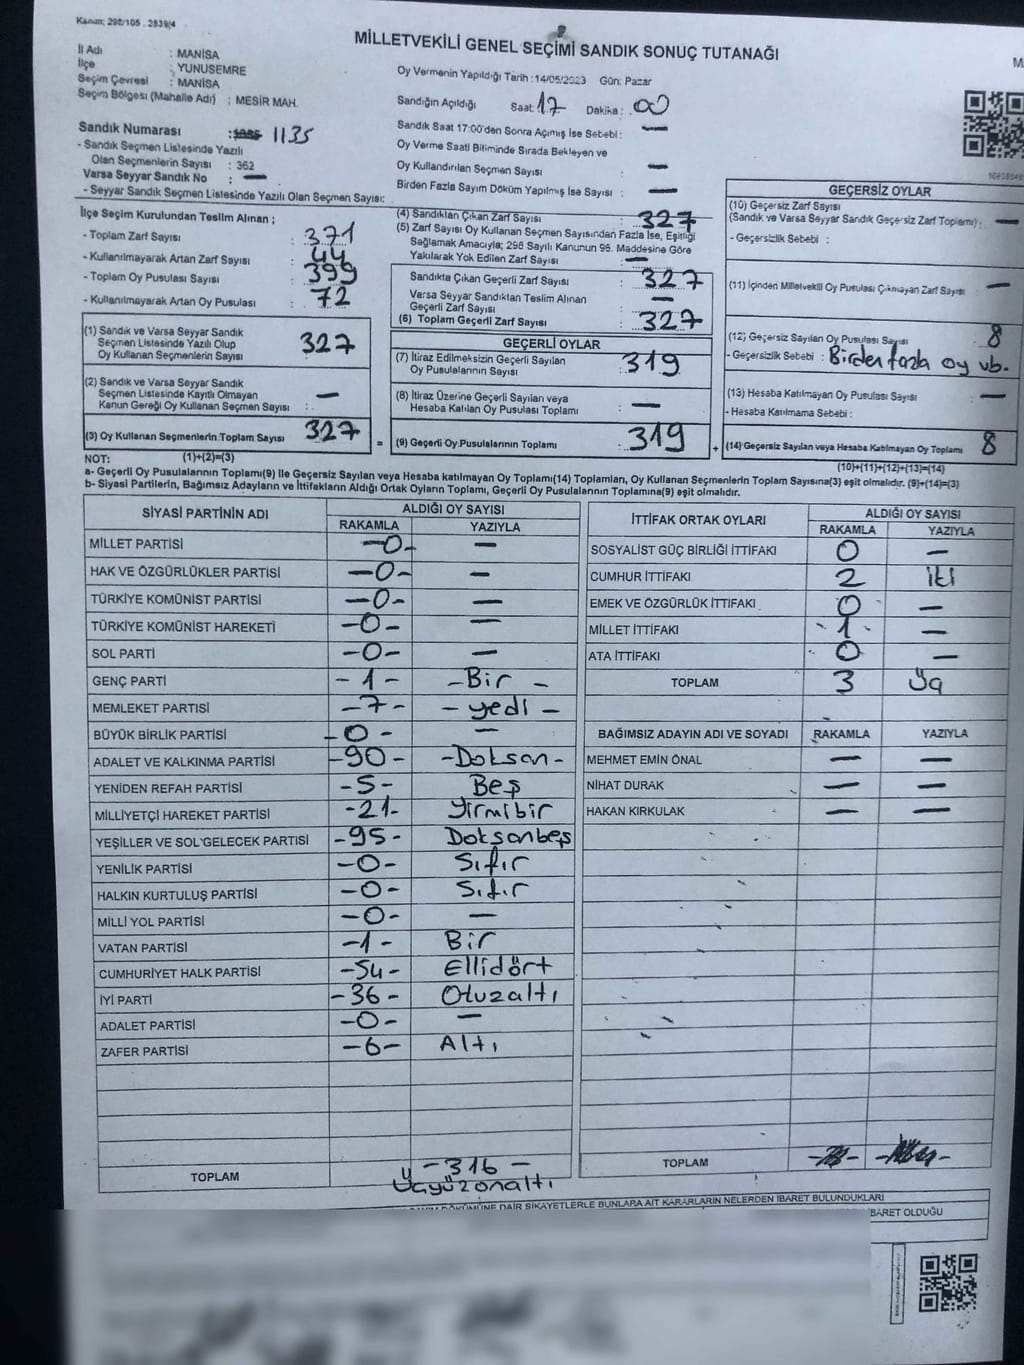 Kanun; 298/105 . 2839/4
MİLLETVEKİLİ GENEL SEÇİMİ SANDIK SONUÇ TUTANAĞI
İl Adı : MANİSA
İlçe : YUNUSEMRE
Seçim Çevresi : MANİSA
Seçim Bölgesi (Mahalle Adı) : MESİR MAH.
Sandık Numarası : 1135
- Sandık Seçmen Listesinde Yazılı
Olan Seçmenlerin Sayısı : 362
Varsa Seyyar Sandık No : —
- Seyyar Sandık Seçmen Listesinde Yazılı Olan Seçmen Sayısı:
Oy Vermenin Yapıldığı Tarih :14/05/2023 Gün: Pazar
Sandığın Açıldığı Saat: 17 Dakika : 00
Sandık Saat 17:00'den Sonra Açımış İse Sebebi : —
Oy Verme Saati Bitiminde Sırada Bekleyen ve
Oy Kullandırılan Seçmen Sayısı : —
Birden Fazla Sayım Döküm Yapılmış İse Sayısı : —
İlçe Seçim Kurulundan Teslim Alınan ;
- Toplam Zarf Sayısı : 371
- Kullanılmayarak Artan Zarf Sayısı : 44
- Toplam Oy Pusulası Sayısı : 399
- Kullanılmayarak Artan Oy Pusulası : 72
(4) Sandıktan Çıkan Zarf Sayısı : 327
(5) Zarf Sayısı Oy Kullanan Seçmen Sayısından Fazla İse, Eşitliği
Sağlamak Amacıyla; 298 Sayılı Kanunun 98. Maddesine Göre
Yakılarak Yok Edilen Zarf Sayısı : —
Sandıkta Çıkan Geçerli Zarf Sayısı : 327
Varsa Seyyar Sandıktan Teslim Alınan
Geçerli Zarf Sayısı : —
(6) Toplam Geçerli Zarf Sayısı : 327
GEÇERSİZ OYLAR
(10) Geçersiz Zarf Sayısı
(Sandık ve Varsa Seyyar Sandık Geçersiz Zarf Toplamı) : —
- Geçersizlik Sebebi :
(11) İçinden Milletvekili Oy Pusulası Çıkmayan Zarf Sayısı : —
(12) Geçersiz Sayılan Oy Pusulası Sayısı : 8
- Geçersizlik Sebebi : Birden fazla oy vb.
(13) Hesaba Katılmayan Oy Pusulası Sayısı : —
- Hesaba Katılmama Sebebi :
(1) Sandık ve Varsa Seyyar Sandık
Seçmen Listesinde Yazılı Olup
Oy Kullanan Seçmenlerin Sayısı : 327
(2) Sandık ve Varsa Seyyar Sandık
Seçmen Listesinde Kayıtlı Olmayan
Kanun Gereği Oy Kullanan Seçmen Sayısı : —
(3) Oy Kullanan Seçmenlerin Toplam Sayısı : 327
GEÇERLİ OYLAR
(7) İtiraz Edilmeksizin Geçerli Sayılan
Oy Pusulalarının Sayısı : 319
(8) İtiraz Üzerine Geçerli Sayılan veya
Hesaba Katılan Oy Pusulası Toplamı : —
= (9) Geçerli Oy Pusulalarının Toplamı : 319
+ (14) Geçersiz Sayılan veya Hesaba Katılmayan Oy Toplamı 8
NOT: (1)+(2)=(3)
(10)+(11)+(12)+(13)=(14)
a- Geçerli Oy Pusulalarının Toplamı(9) ile Geçersiz Sayılan veya Hesaba katılmayan Oy Toplamı(14) Toplamları, Oy Kullanan Seçmenlerin Toplam Sayısına(3) eşit olmalıdır. (9)+(14)=(3)
b- Siyasi Partilerin, Bağımsız Adayların ve İttifakların Aldığı Ortak Oyların Toplamı, Geçerli Oy Pusulalarının Toplamına(9) eşit olmalıdır.
SİYASİ PARTİNİN ADI ALDIĞI OY SAYISI
RAKAMLA YAZIYLA
MİLLET PARTİSİ -0- —
HAK VE ÖZGÜRLÜKLER PARTİSİ -0- —
TÜRKİYE KOMÜNİST PARTİSİ -0- —
TÜRKİYE KOMÜNİST HAREKETİ -0- —
SOL PARTİ -0- —
GENÇ PARTİ -1- -Bir-
MEMLEKET PARTİSİ -7- -yedi-
BÜYÜK BİRLİK PARTİSİ -0- —
ADALET VE KALKINMA PARTİSİ -90- -Doksan-
YENİDEN REFAH PARTİSİ -5- Beş
MİLLİYETÇİ HAREKET PARTİSİ -21- Yirmibir
YEŞİLLER VE SOL GELECEK PARTISI -95- Doksanbeş
YENİLİK PARTİSİ -0- Sıfır
HALKIN KURTULUŞ PARTİSİ -0- Sıfır
MİLLİ YOL PARTİSİ -0- —
VATAN PARTİSİ -1- Bir
CUMHURİYET HALK PARTİSİ -54- Ellidört
İYİ PARTİ -36- Otuzaltı
ADALET PARTİSİ -0- —
ZAFER PARTİSİ -6- Altı
TOPLAM -316-
Üçyüzonaltı
İTTİFAK ORTAK OYLARI ALDIĞI OY SAYISI
RAKAMLA YAZIYLA
SOSYALİST GÜÇ BİRLİĞİ İTTİFAKI 0 —
CUMHUR İTTİFAKI 2 iki
EMEK VE ÖZGÜRLÜK İTTİFAKI 0 —
MİLLET İTTİFAKI 1 —
ATA İTTİFAKI 0 —
TOPLAM 3 Üç
BAĞIMSIZ ADAYIN ADI VE SOYADI RAKAMLA YAZIYLA
MEHMET EMİN ÖNAL — —
NİHAT DURAK — —
HAKAN KIRKULAK — —
TOPLAM
DÖKÜMÜNE DAİR ŞİKAYETLERLE BUNLARA AİT KARARLARIN NELERDEN İBARET BULUNDUKLARI
İBARET OLDUĞU